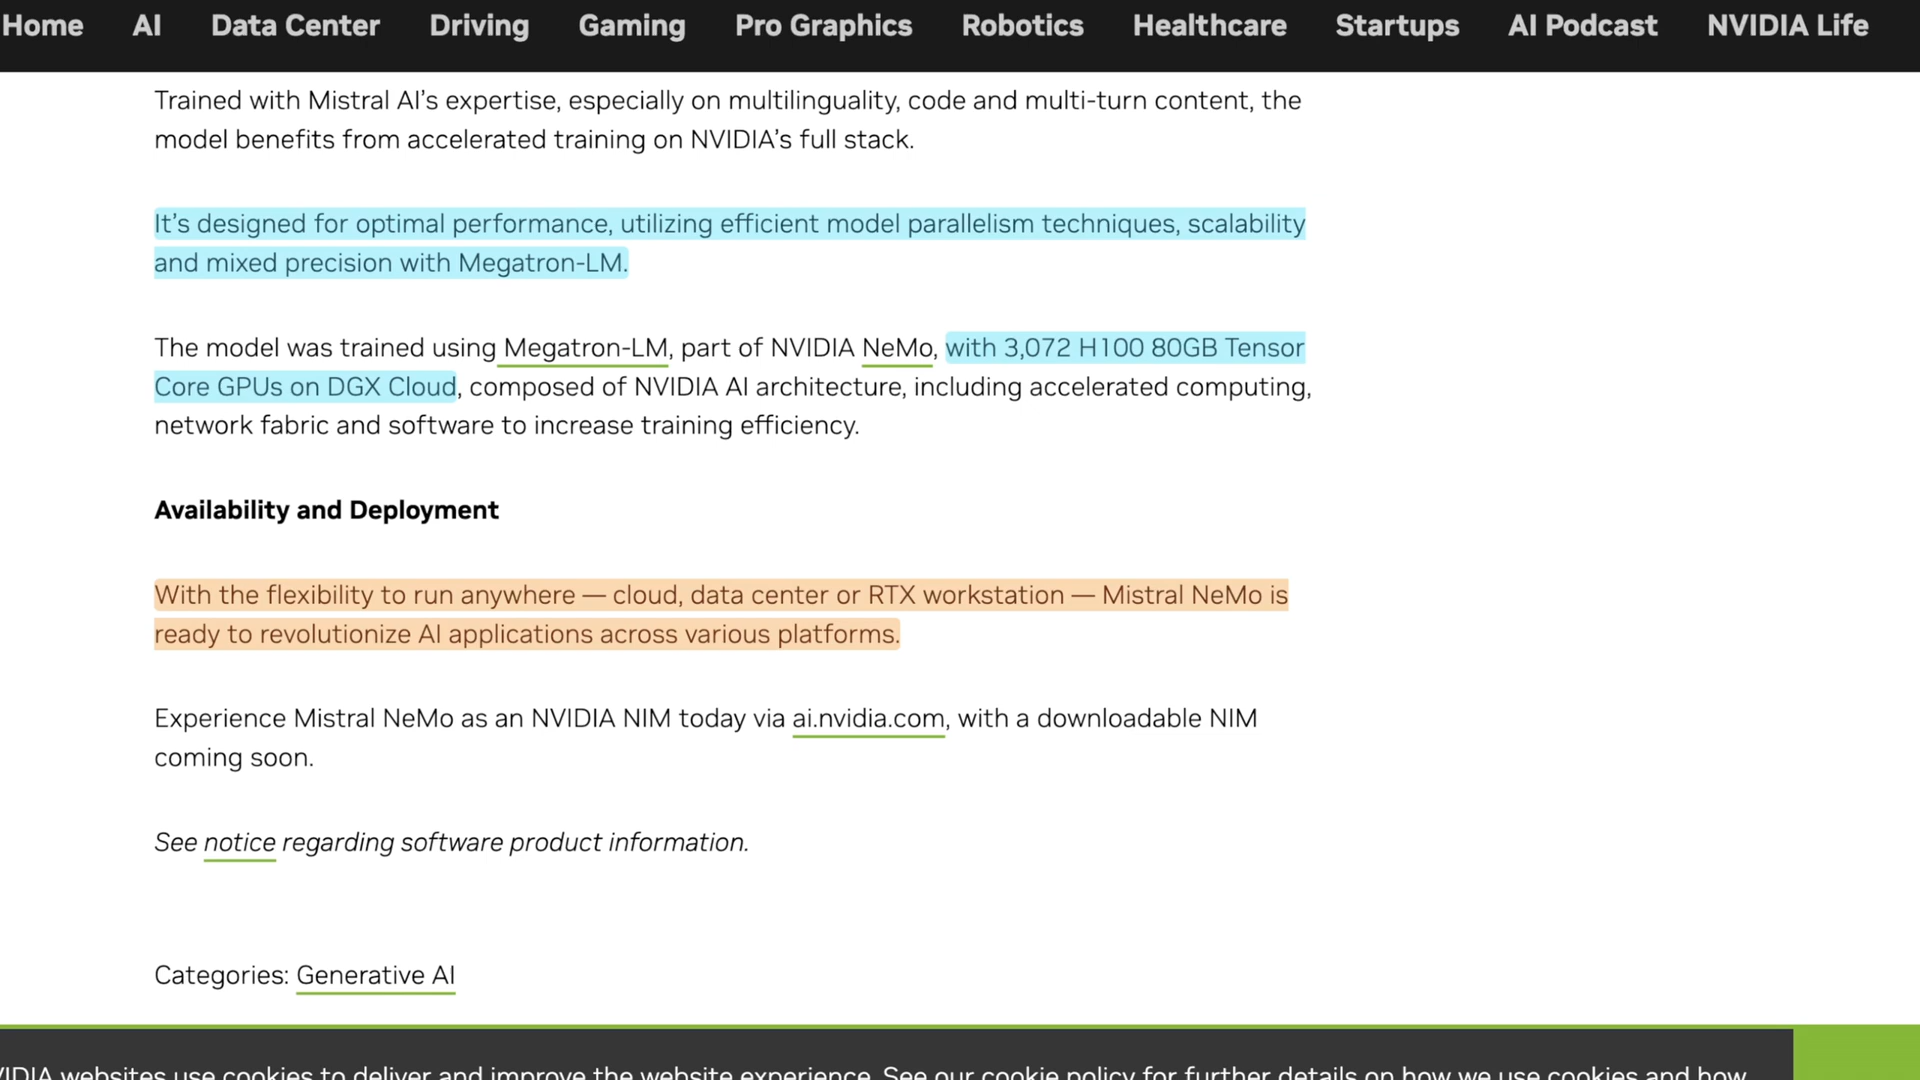 Home AI Data Center Driving Gaming Pro Graphics Robotics Healthcare Startups AI Podcast NVIDIA Life
Trained with Mistral AI’s expertise, especially on multilinguality, code and multi-turn content, the
model benefits from accelerated training on NVIDIA’s full stack.
It’s designed for optimal performance, utilizing efficient model parallelism techniques, scalability
and mixed precision with Megatron-LM.
The model was trained using Megatron-LM, part of NVIDIA NeMo, with 3,072 H100 80GB Tensor
Core GPUs on DGX Cloud, composed of NVIDIA AI architecture, including accelerated computing,
network fabric and software to increase training efficiency.
Availability and Deployment
With the flexibility to run anywhere — cloud, data center or RTX workstation — Mistral NeMo is
ready to revolutionize AI applications across various platforms.
Experience Mistral NeMo as an NVIDIA NIM today via ai.nvidia.com, with a downloadable NIM
coming soon.
See notice regarding software product information.
Categories: Generative AI
VIDIA websites use cookies to deliver and improve the website experience. See our cookie policy for further details on how we use cookies and how